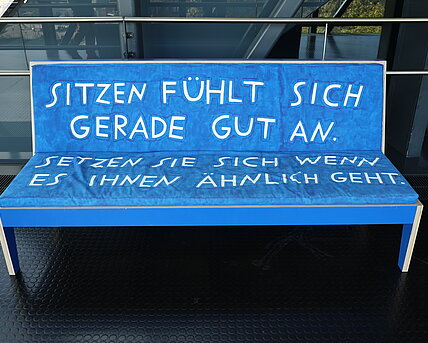 SITZEN FÜHLT SICH
GERADE GUT AN.
SETZEN SIE SICH WENN
ES IHNEN ÄHNLICH GEHT.